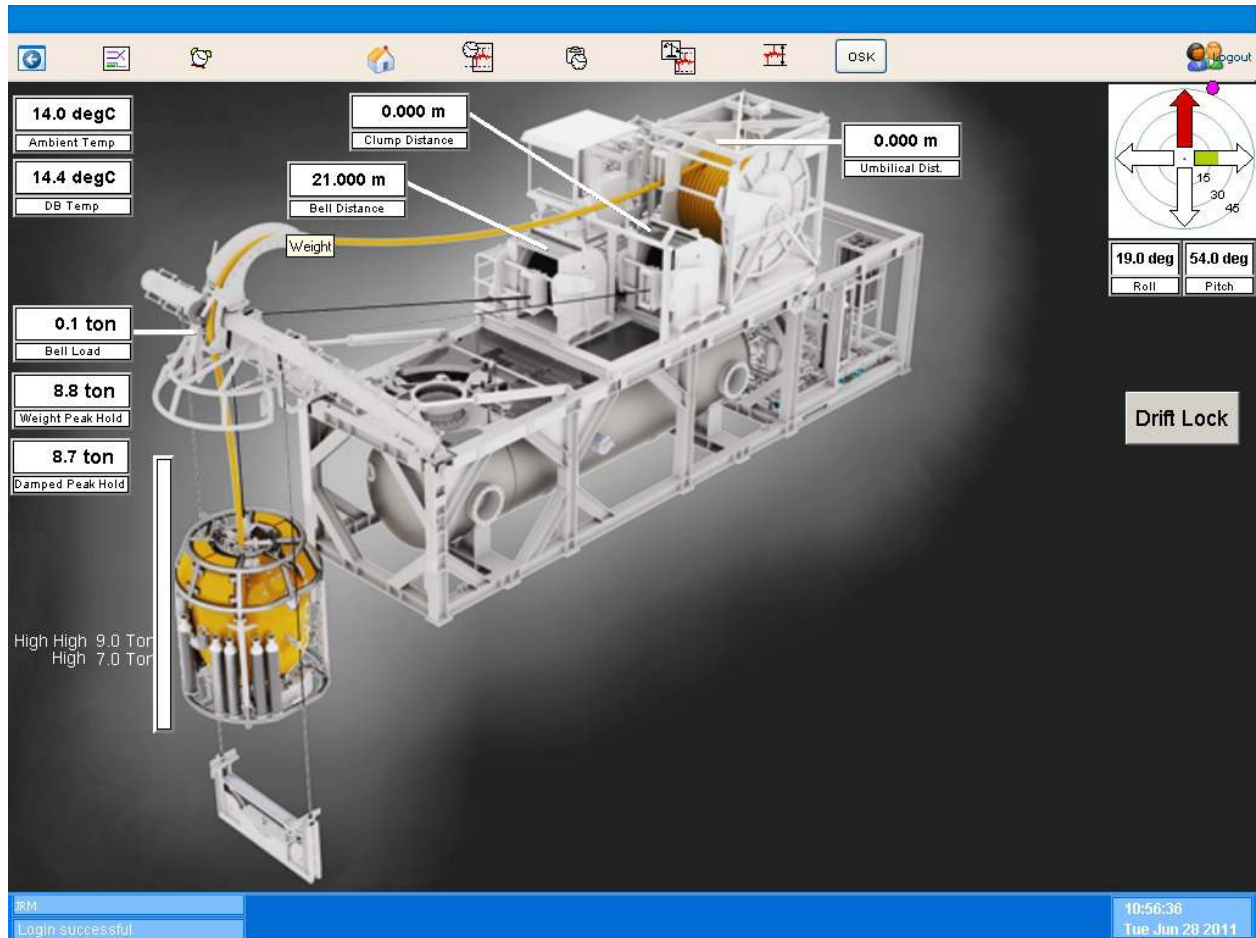 OSK
Logout
14.0 degC
Ambient Temp
14.4 degC
DB Temp
0.000 m
Clump Distance
21.000 m
Bell Distance
0.000 m
Umbilical Dist.
Weight
15
30
45
19.0 deg
Roll
54.0 deg
Pitch
0.1 ton
Bell Load
8.8 ton
Weight Peak Hold
8.7 ton
Damped Peak Hold
Drift Lock
High High 9.0 Ton
High 7.0 Ton
JRM
Login successful
10:56:36
Tue Jun 28 2011